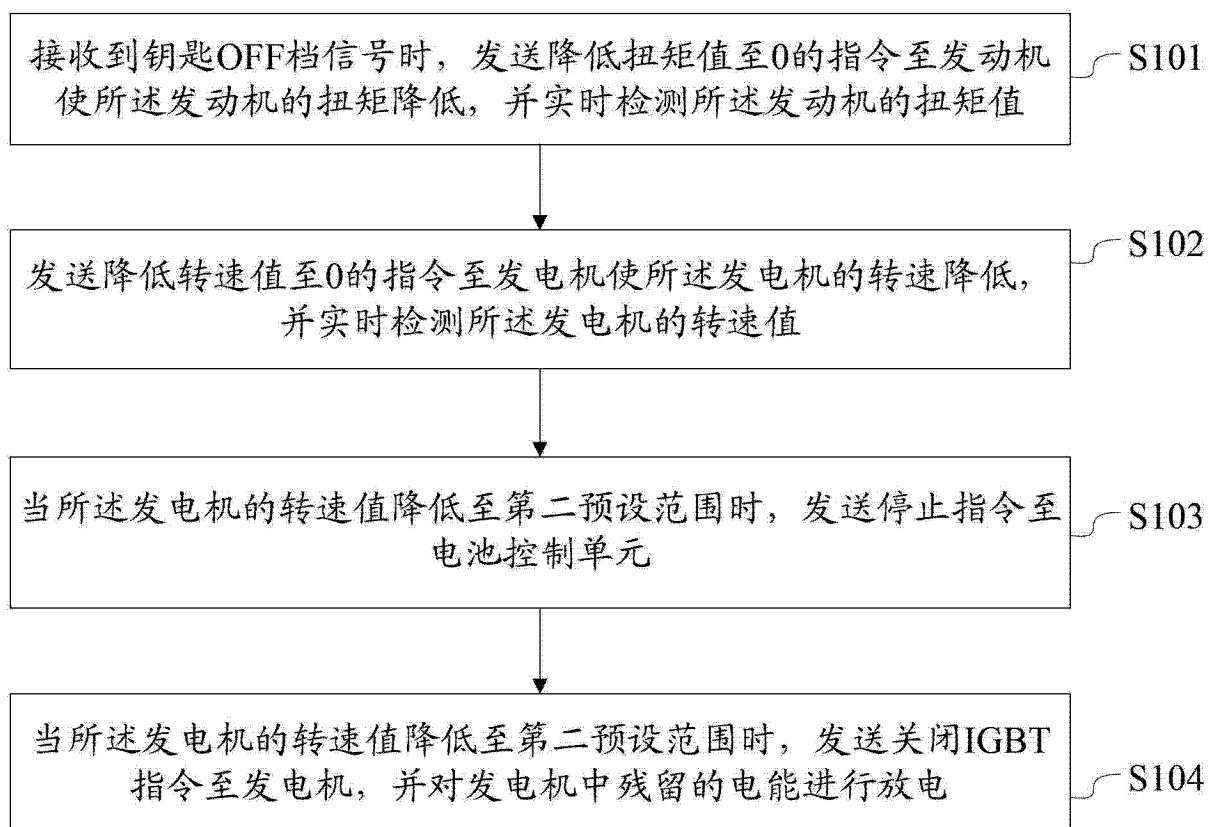 接收到钥匙OFF档信号时，发送降低扭矩值至0的指令至发动机
使所述发动机的扭矩降低，并实时检测所述发动机的扭矩值
S101
发送降低转速值至0的指令至发电机使所述发电机的转速降低，
并实时检测所述发电机的转速值
S102
当所述发电机的转速值降低至第二预设范围时，发送停止指令至
电池控制单元
S103
当所述发电机的转速值降低至第二预设范围时，发送关闭IGBT
指令至发电机，并对发电机中残留的电能进行放电
S104